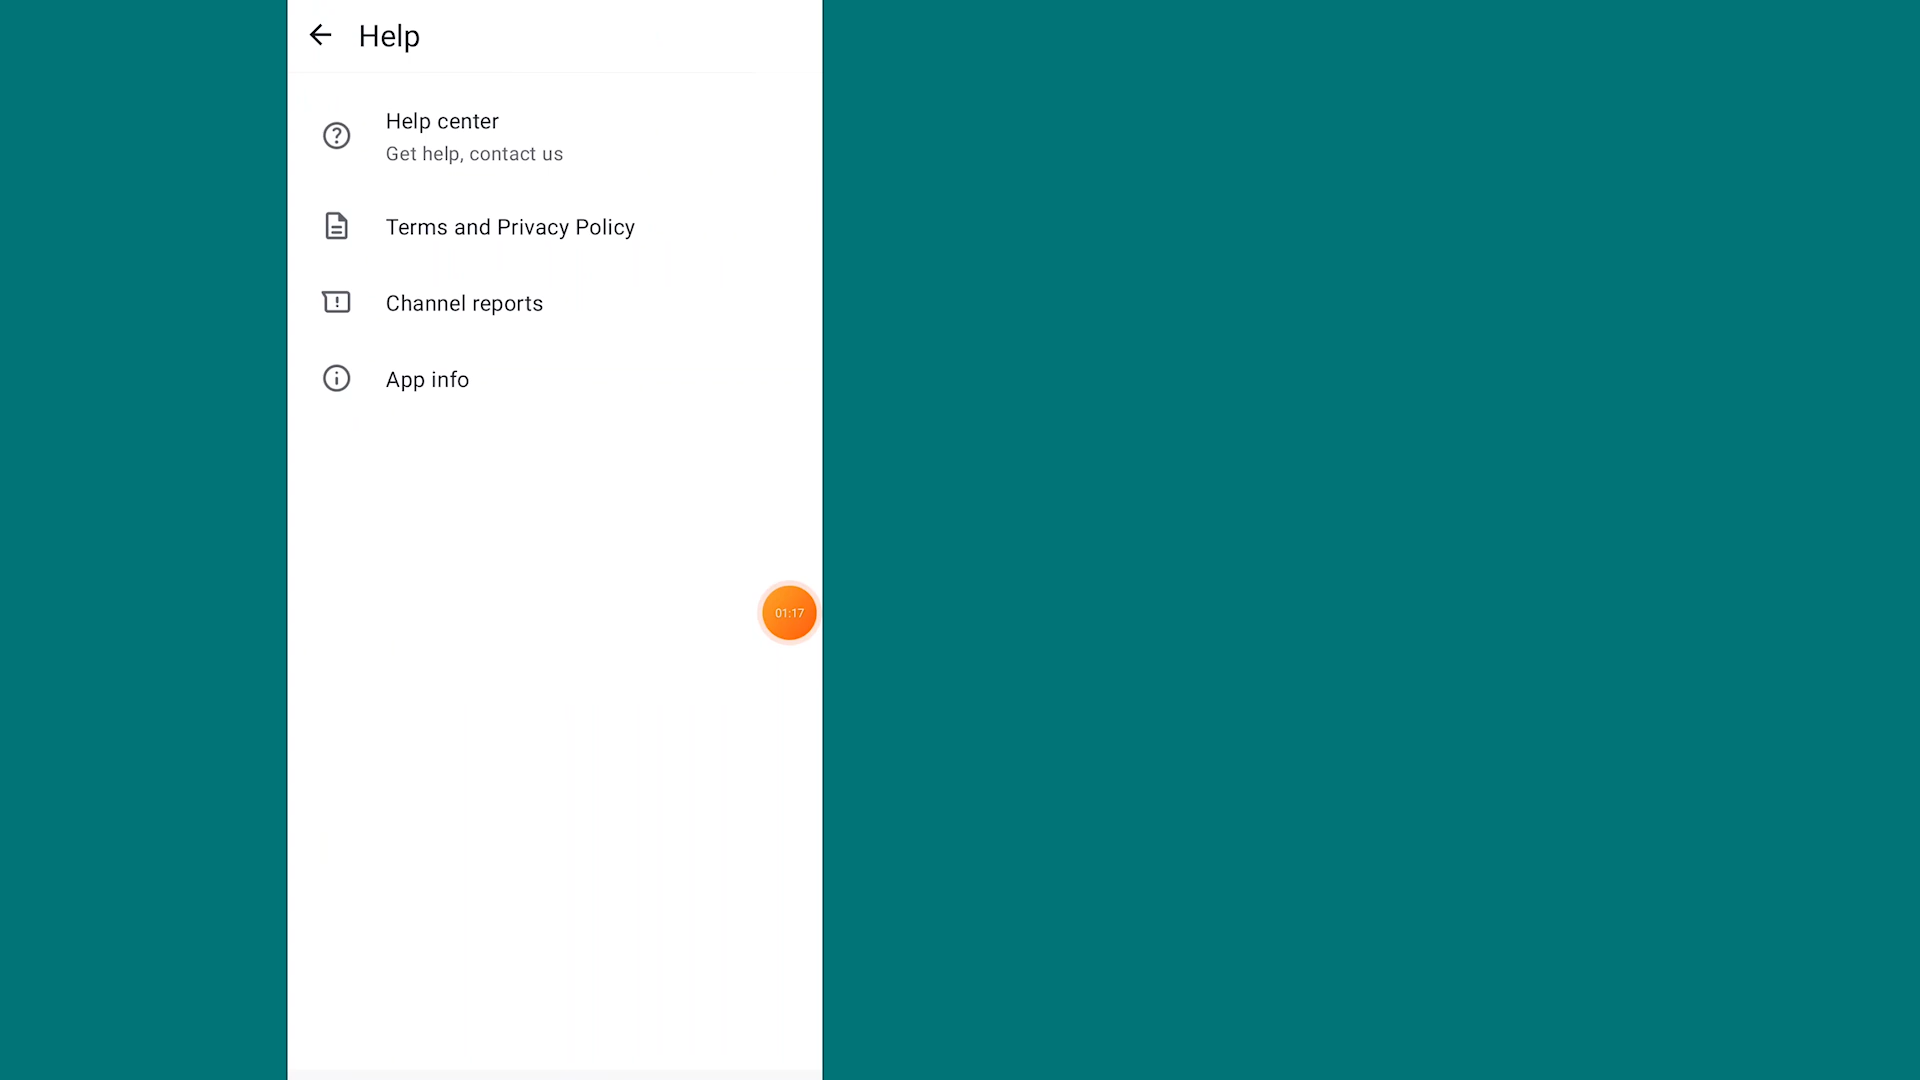 Help
Help center
Get help, contact us
Terms and Privacy Policy
Channel reports
App info
01:17